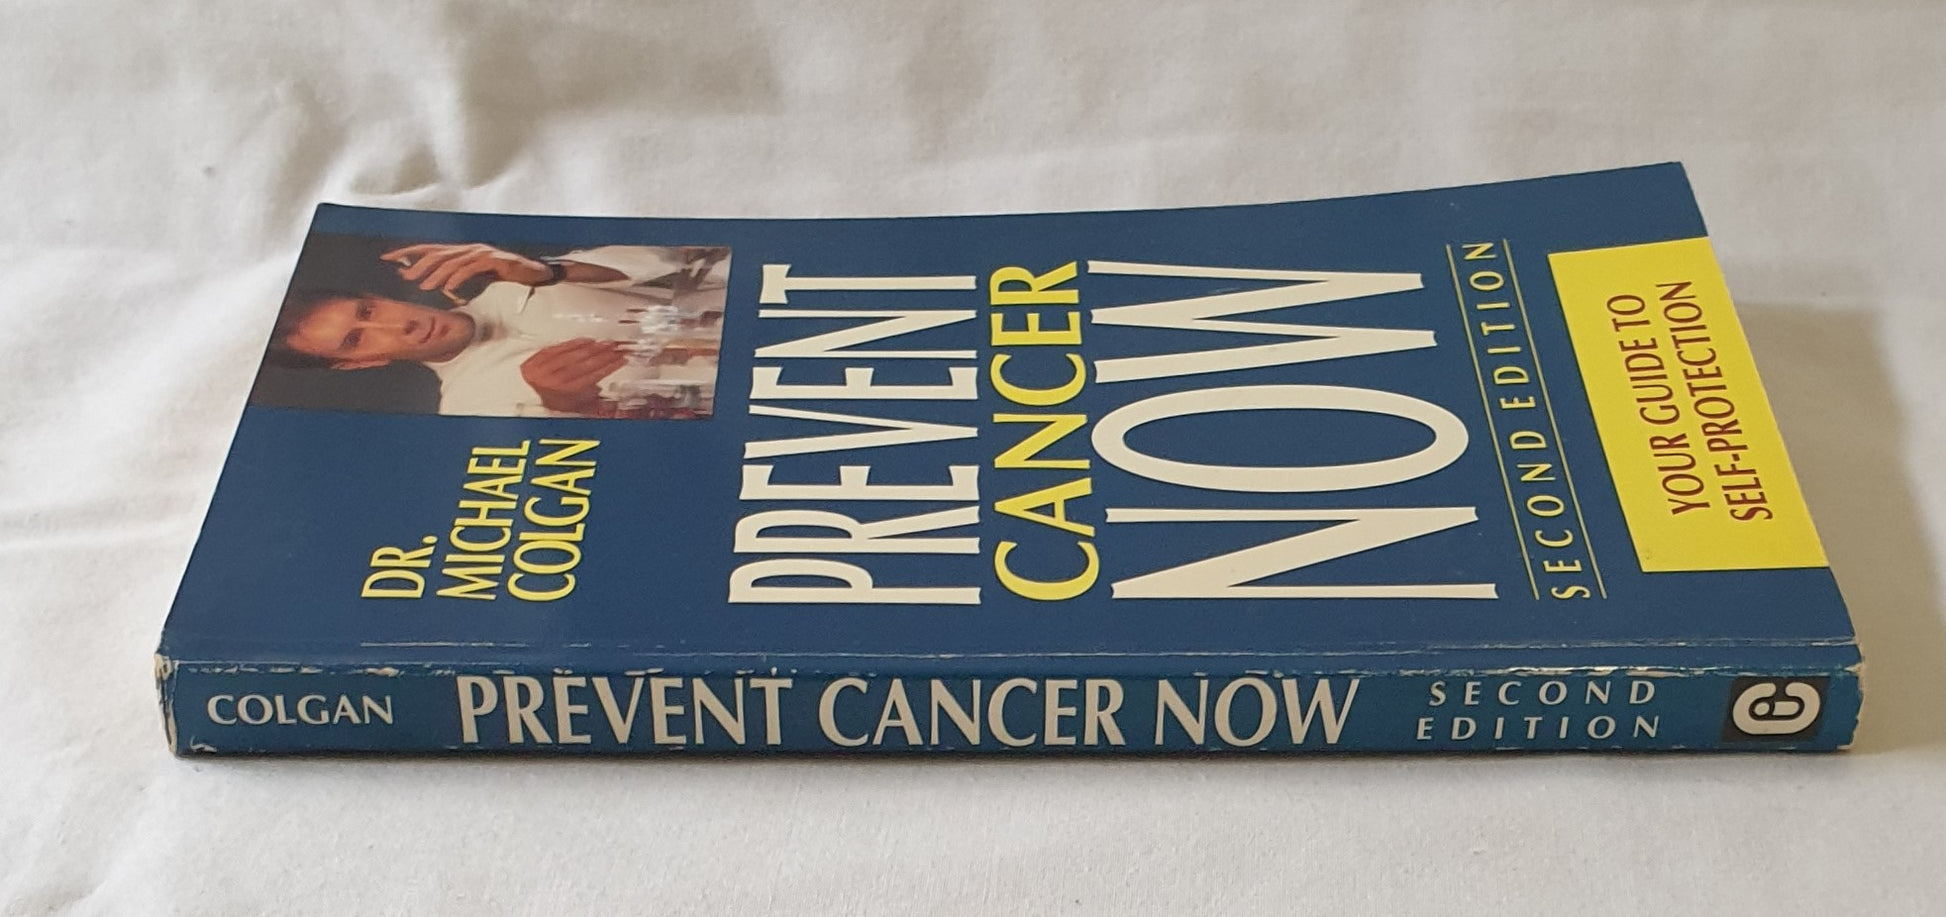 DR.
MICHAEL
COLGAN
PREVENT
CANCER
NOW
SECOND EDITION
YOUR GUIDE TO
SELF-PROTECTION
COLGAN
PREVENT CANCER NOW
SECOND
EDITION